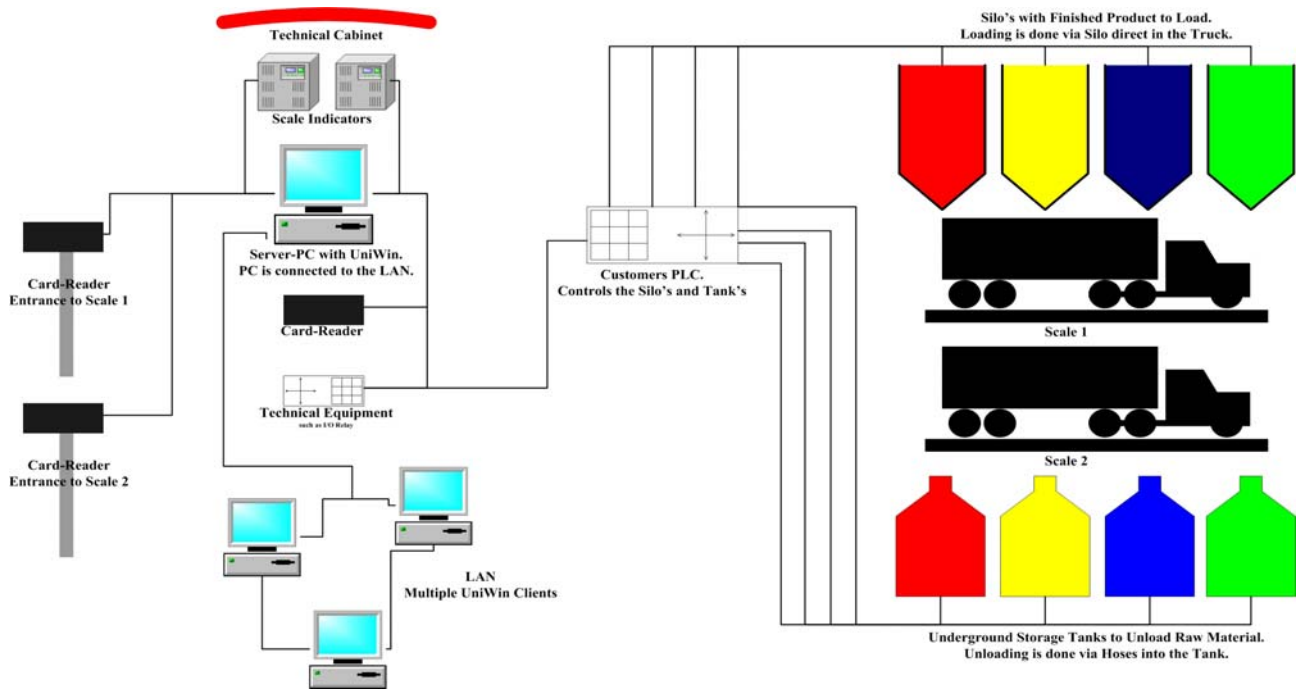 Technical Cabinet
Scale Indicators
Server-PC with UniWin.
PC is connected to the LAN.
Card-Reader
Entrance to Scale 1
Card-Reader
Technical Equipment
such as I/O Relay
Card-Reader
Entrance to Scale 2
LAN
Multiple UniWin Clients
Customers PLC.
Controls the Silo's and Tank's
Silo's with Finished Product to Load.
Loading is done via Silo direct in the Truck.
Scale 1
Scale 2
Underground Storage Tanks to Unload Raw Material.
Unloading is done via Hoses into the Tank.